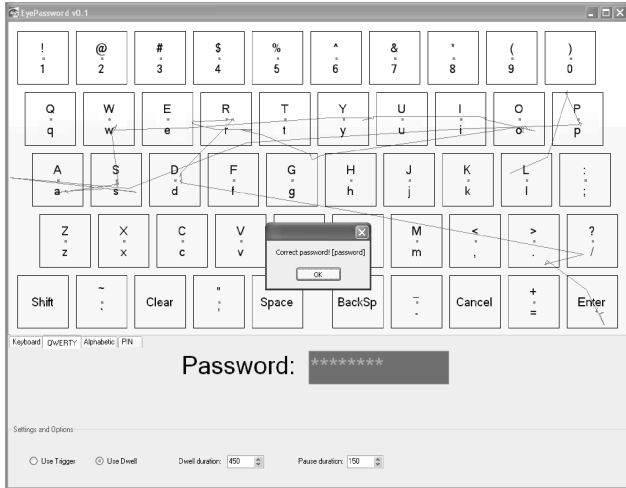 EyePassword v0.1
! @ # $ % ^ & * ( )
1 2 3 4 5 6 7 8 9 0
Q W E R T Y U I O P
q w e r t y u i o p
A S D F G H J K L :
a s d f g h j k l ;
Z X C V M < > ?
z x c v m , . /
Correct password! [password]
OK
~ " _ +
Shift Clear Space BackSp Cancel Enter
` ' - =
Keyboard QWERTY Alphabetic PIN
Password: ********
Settings and Options
Use Trigger Use Dwell Dwell duration: 450 Pause duration: 150